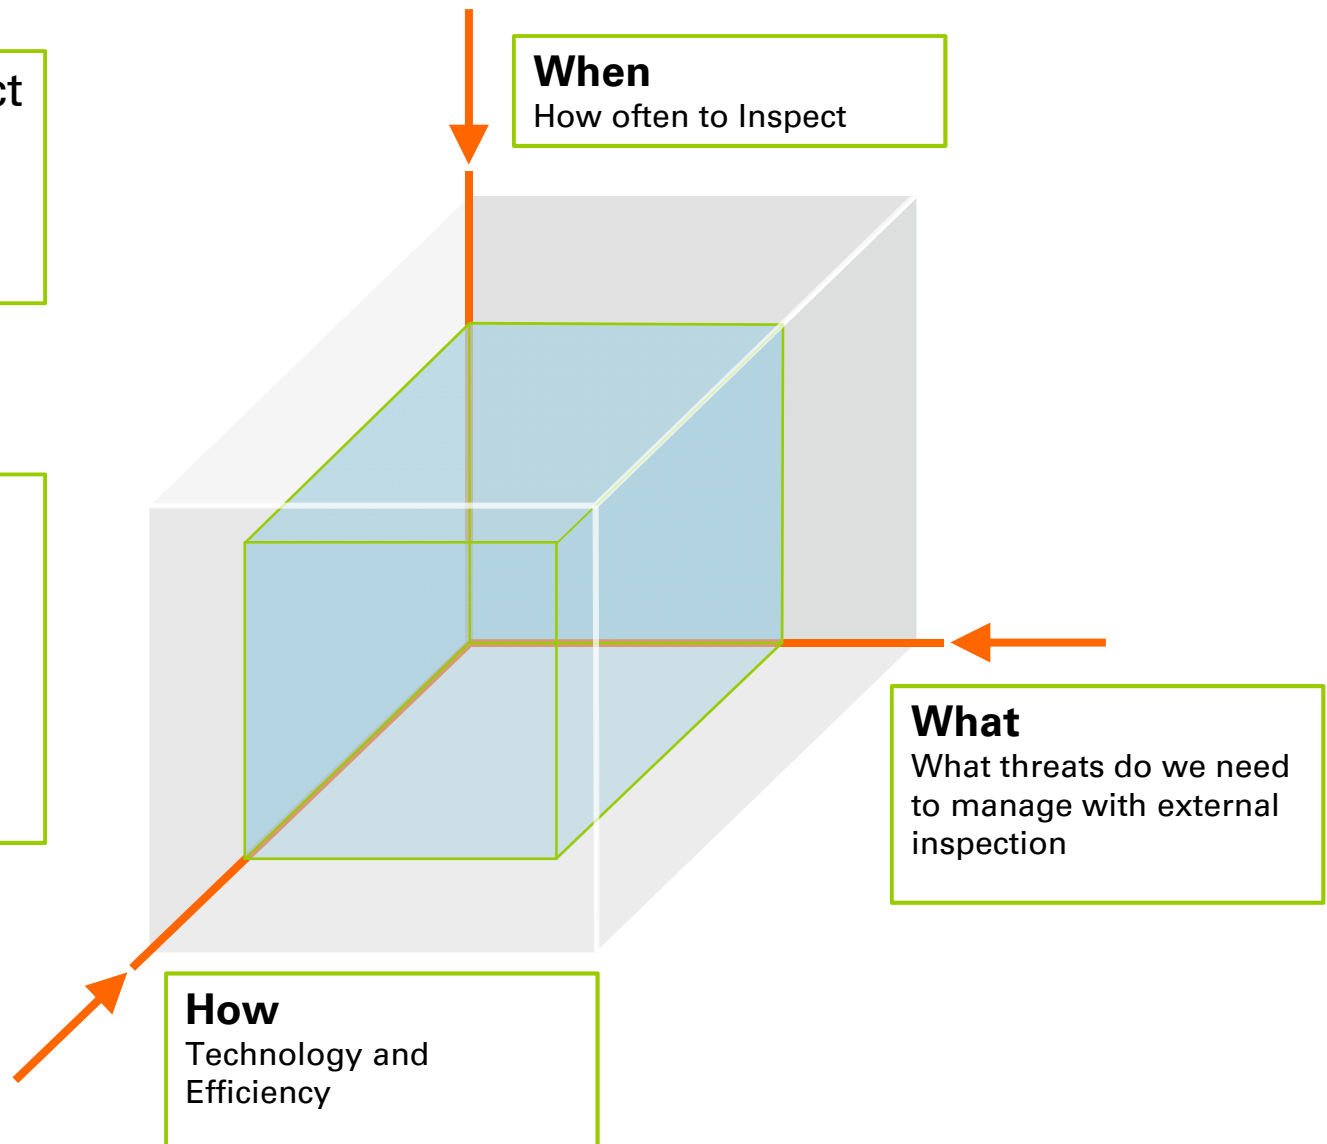 When
How often to Inspect
What
What threats do we need
to manage with external
inspection
How
Technology and
Efficiency